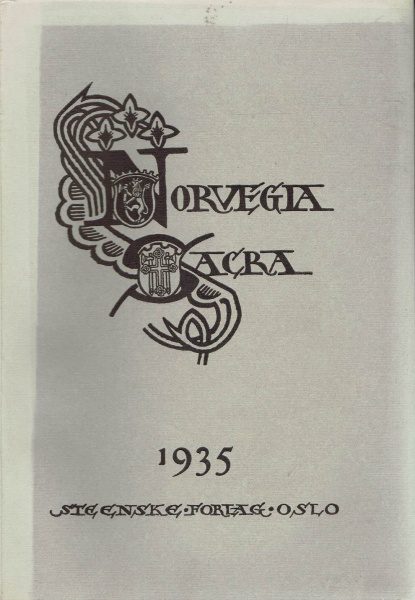 NORVEGIA
SACRA
1935
STEENSKE·FORLAG·OSLO